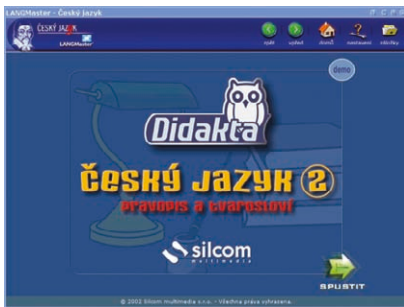 LANGMaster - Český jazyk
ČESKÝ JAZYK
LANGMaster
zpět
vpřed
domů
nastavení
záložky
demo
Didakta
český jazyk 2
pravopis a tvarosloví
silcom
multimedia
SPUSTIT
© 2002 Silcom multimedia s.r.o. - Všechna práva vyhrazena.